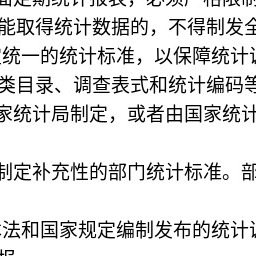 面定期统计报表，必须严格限制
能取得统计数据的，不得制发全
统一的统计标准，以保障统计
类目录、调查表式和统计编码等
家统计局制定，或者由国家统计
制定补充性的部门统计标准。部
法和国家规定编制发布的统计
报